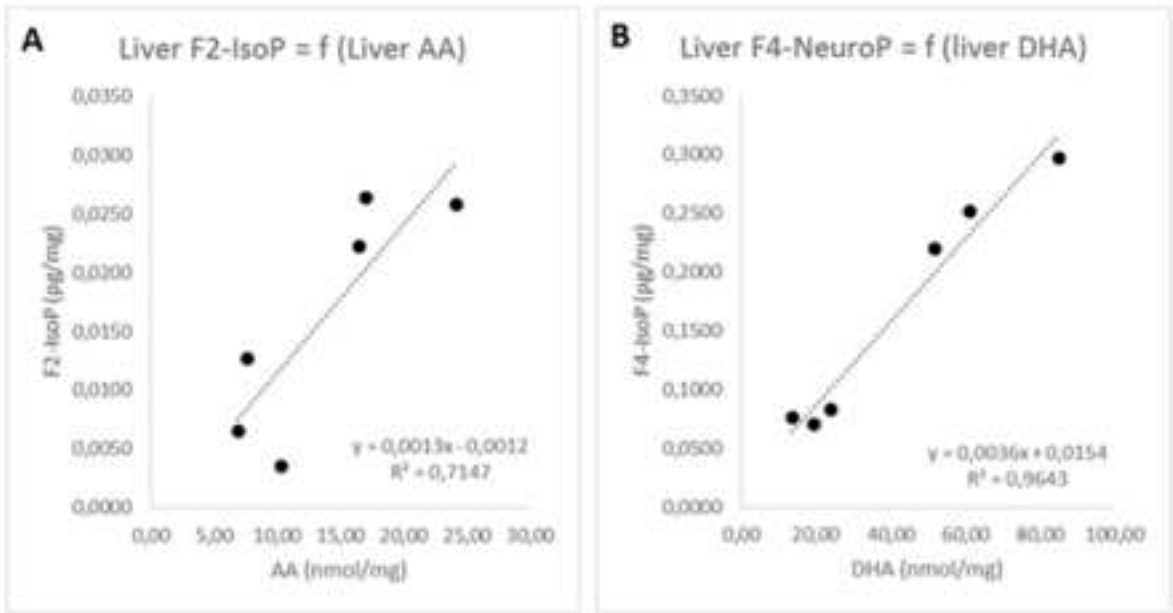 A
Liver F2-IsoP = f (Liver AA)
0,0350
0,0300
0,0250
0,0200
0,0150
0,0100
0,0050
0,0000
F2-IsoP (pg/mg)
y = 0,0013x - 0,0012
R² = 0,7147
0,00 5,00 10,00 15,00 20,00 25,00 30,00
AA (nmol/mg)
B
Liver F4-NeuroP = f (liver DHA)
0,3500
0,3000
0,2500
0,2000
0,1500
0,1000
0,0500
0,0000
F4-IsoP (pg/mg)
y = 0,0036x + 0,0154
R² = 0,9643
0,00 20,00 40,00 60,00 80,00 100,00
DHA (nmol/mg)